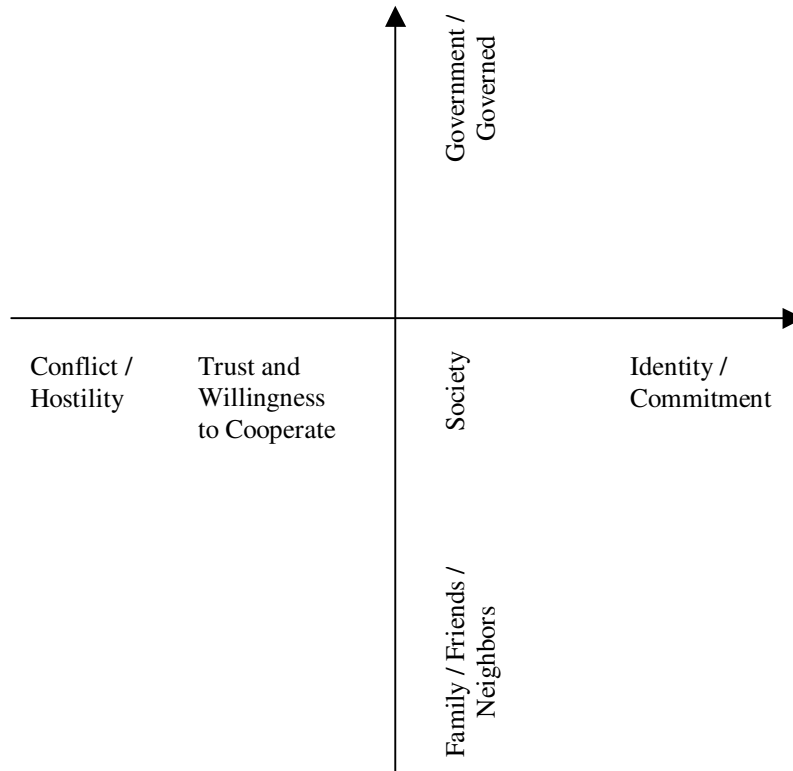 Government /
Governed
Conflict /
Hostility
Trust and
Willingness
to Cooperate
Society
Identity /
Commitment
Family / Friends /
Neighbors